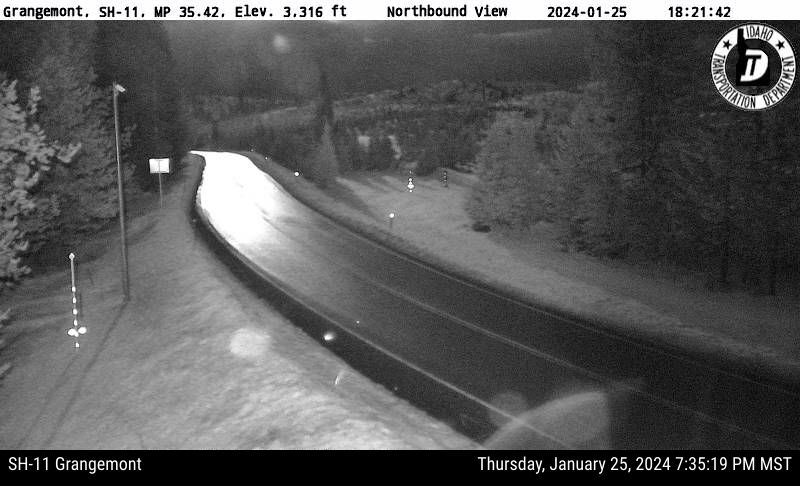 Grangemont, SH-11, MP 35.42, Elev. 3,316 ft Northbound View 2024-01-25 18:21:42
IDAHO
TRANSPORTATION DEPARTMENT
SH-11 Grangemont Thursday, January 25, 2024 7:35:19 PM MST